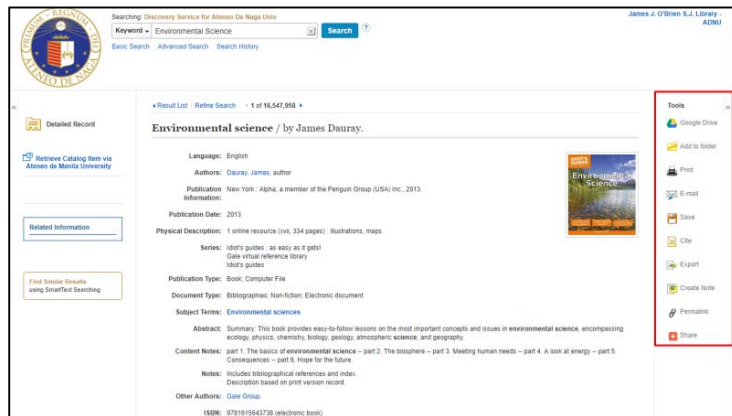 Searching: Discovery Service for Ateneo De Naga Univ
James J. O'Brien S.J. Library - ADNU
Keyword Environmental Science Search
Basic Search Advanced Search Search History
Result List Refine Search 1 of 16,547,958
Detailed Record
Retrieve Catalog Item via
Ateneo de Manila University
Related Information
Find Similar Results
using SmartText Searching
Environmental science / by James Dauray.
Language: English
Authors: Dauray, James, author
Publication Information: New York : Alpha, a member of the Penguin Group (USA) Inc., 2013.
Publication Date: 2013
Physical Description: 1 online resource (xvii, 334 pages) : illustrations, maps.
Series: Idiot's guides : as easy as it gets!
Gale virtual reference library
Idiot's guides
Publication Type: Book; Computer File
Document Type: Bibliographies; Non-fiction; Electronic document
Subject Terms: Environmental sciences
Abstract: Summary: This book provides easy-to-follow lessons on the most important concepts and issues in environmental science, encompassing
ecology, physics, chemistry, biology, geology, atmospheric science, and geography.
Content Notes: part 1. The basics of environmental science -- part 2. The biosphere -- part 3. Meeting human needs -- part 4. A look at energy -- part 5.
Consequences -- part 6. Hope for the future.
Notes: Includes bibliographical references and index.
Description based on print version record.
Other Authors: Gale Group.
ISBN: 9781615643738 (electronic book)
Environmental
Science
Tools
Google Drive
Add to folder
Print
E-mail
Save
Cite
Export
Create Note
Permalink
Share